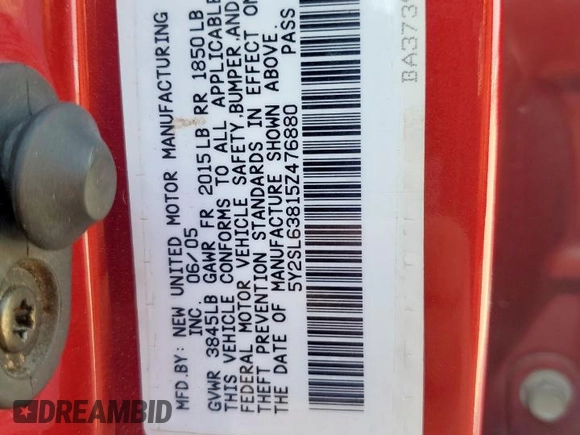 MFD.BY: NEW UNITED MOTOR MANUFACTURING
INC. 06/05
GVWR 3845LB GAWR FR 2015LB RR 1850LB
THIS VEHICLE CONFORMS TO ALL APPLICABLE
FEDERAL MOTOR VEHICLE SAFETY,BUMPER,AND
THEFT PREVENTION STANDARDS IN EFFECT ON
THE DATE OF MANUFACTURE SHOWN ABOVE.
5Y2SL63815Z476880 PASS
DREAMBID